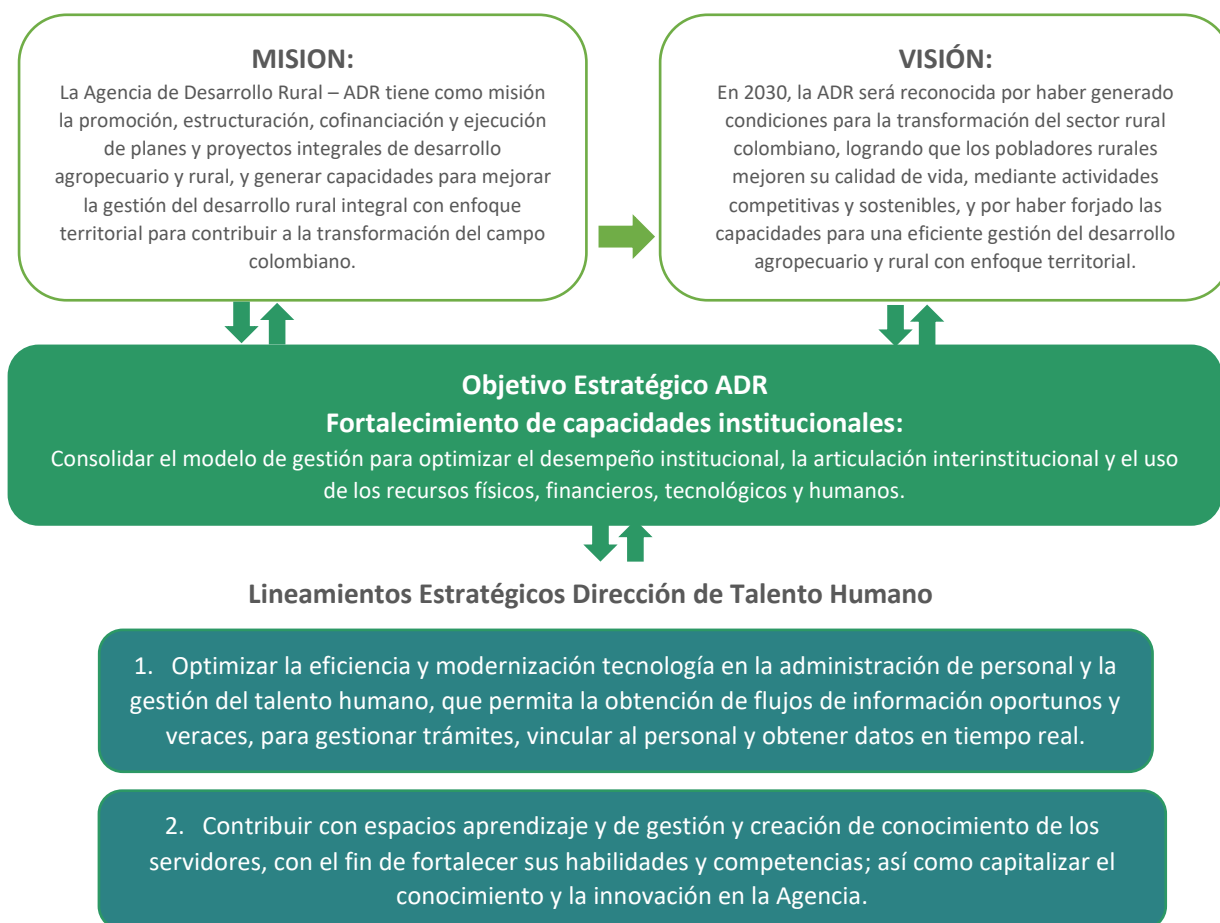 MISION:
La Agencia de Desarrollo Rural – ADR tiene como misión
la promoción, estructuración, cofinanciación y ejecución
de planes y proyectos integrales de desarrollo
agropecuario y rural, y generar capacidades para mejorar
la gestión del desarrollo rural integral con enfoque
territorial para contribuir a la transformación del campo
colombiano.
VISIÓN:
En 2030, la ADR será reconocida por haber generado
condiciones para la transformación del sector rural
colombiano, logrando que los pobladores rurales
mejoren su calidad de vida, mediante actividades
competitivas y sostenibles, y por haber forjado las
capacidades para una eficiente gestión del desarrollo
agropecuario y rural con enfoque territorial.
Objetivo Estratégico ADR
Fortalecimiento de capacidades institucionales:
Consolidar el modelo de gestión para optimizar el desempeño institucional, la articulación interinstitucional y el uso
de los recursos físicos, financieros, tecnológicos y humanos.
Lineamientos Estratégicos Dirección de Talento Humano
1. Optimizar la eficiencia y modernización tecnología en la administración de personal y la
gestión del talento humano, que permita la obtención de flujos de información oportunos y
veraces, para gestionar trámites, vincular al personal y obtener datos en tiempo real.
2. Contribuir con espacios aprendizaje y de gestión y creación de conocimiento de los
servidores, con el fin de fortalecer sus habilidades y competencias; así como capitalizar el
conocimiento y la innovación en la Agencia.